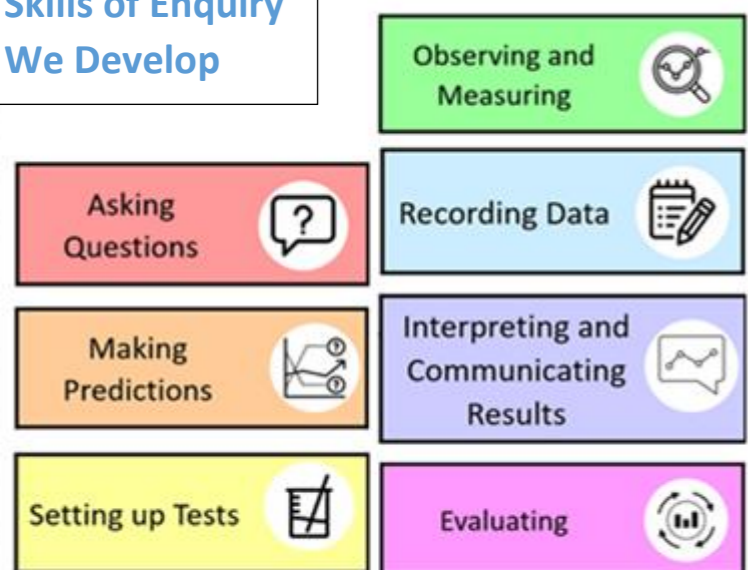 Skills of Enquiry
We Develop
Asking
Questions
Making
Predictions
Setting up Tests
Observing and
Measuring
Recording Data
Interpreting and
Communicating
Results
Evaluating